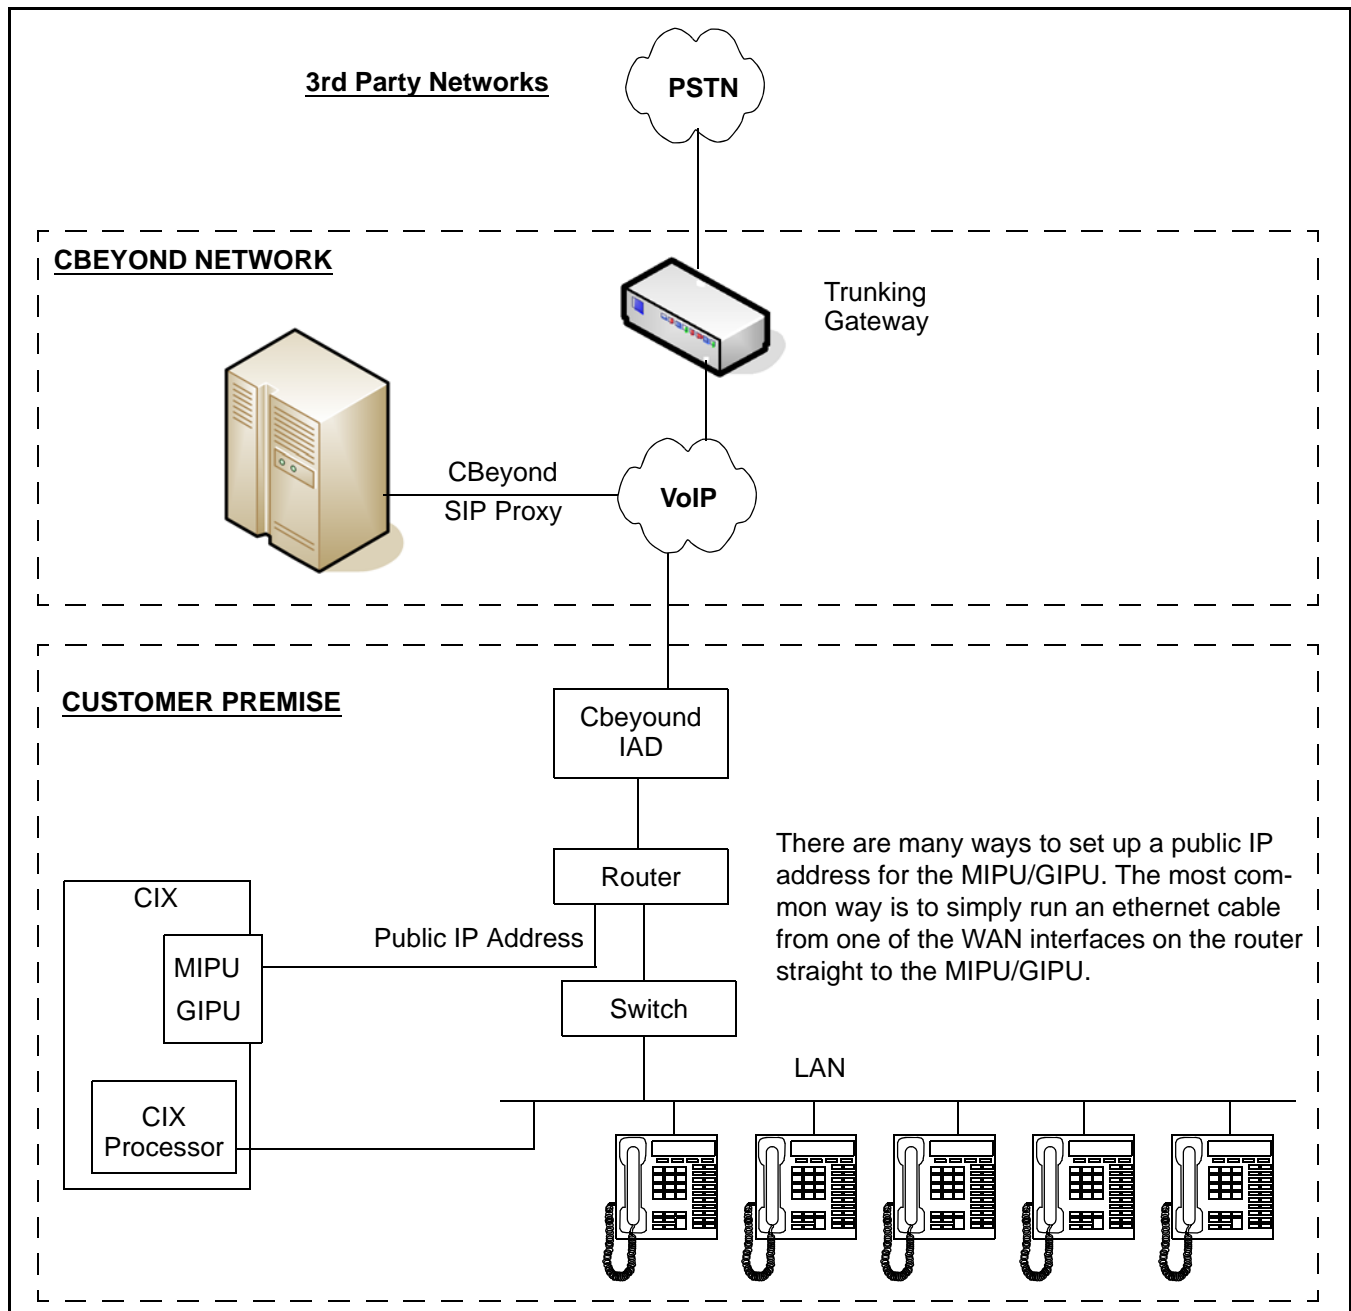 3rd Party Networks
PSTN
CBEYOND NETWORK
Trunking
Gateway
CBeyond
SIP Proxy
VoIP
CUSTOMER PREMISE
Cbeyound
IAD
Router
There are many ways to set up a public IP
address for the MIPU/GIPU. The most com-
mon way is to simply run an ethernet cable
from one of the WAN interfaces on the router
straight to the MIPU/GIPU.
CIX
Public IP Address
MIPU
GIPU
Switch
LAN
CIX
Processor